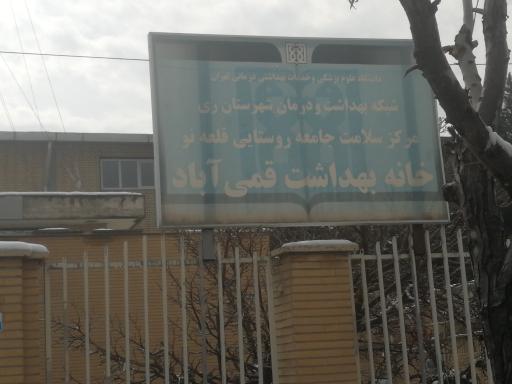 دانشگاه علوم پزشکی و خدمات بهداشتی درمانی تهران
شبکه بهداشت و درمان شهرستان ری
مرکز سلامت جامعه روستایی قلعه نو
خانه بهداشت قمی آباد